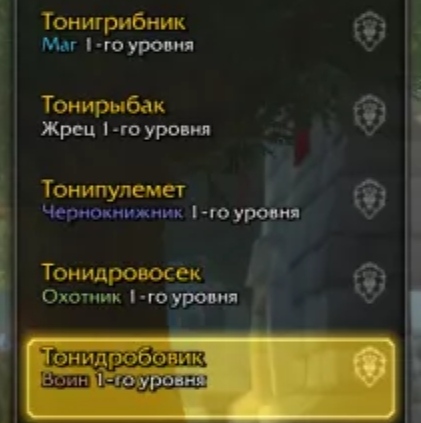 Тонигрибник
Маг 1-го уровня
Тонирыбак
Жрец 1-го уровня
Тонипулемет
Чернокнижник 1-го уровня
Тонидровосек
Охотник 1-го уровня
Тонидробовик
Воин 1-го уровня